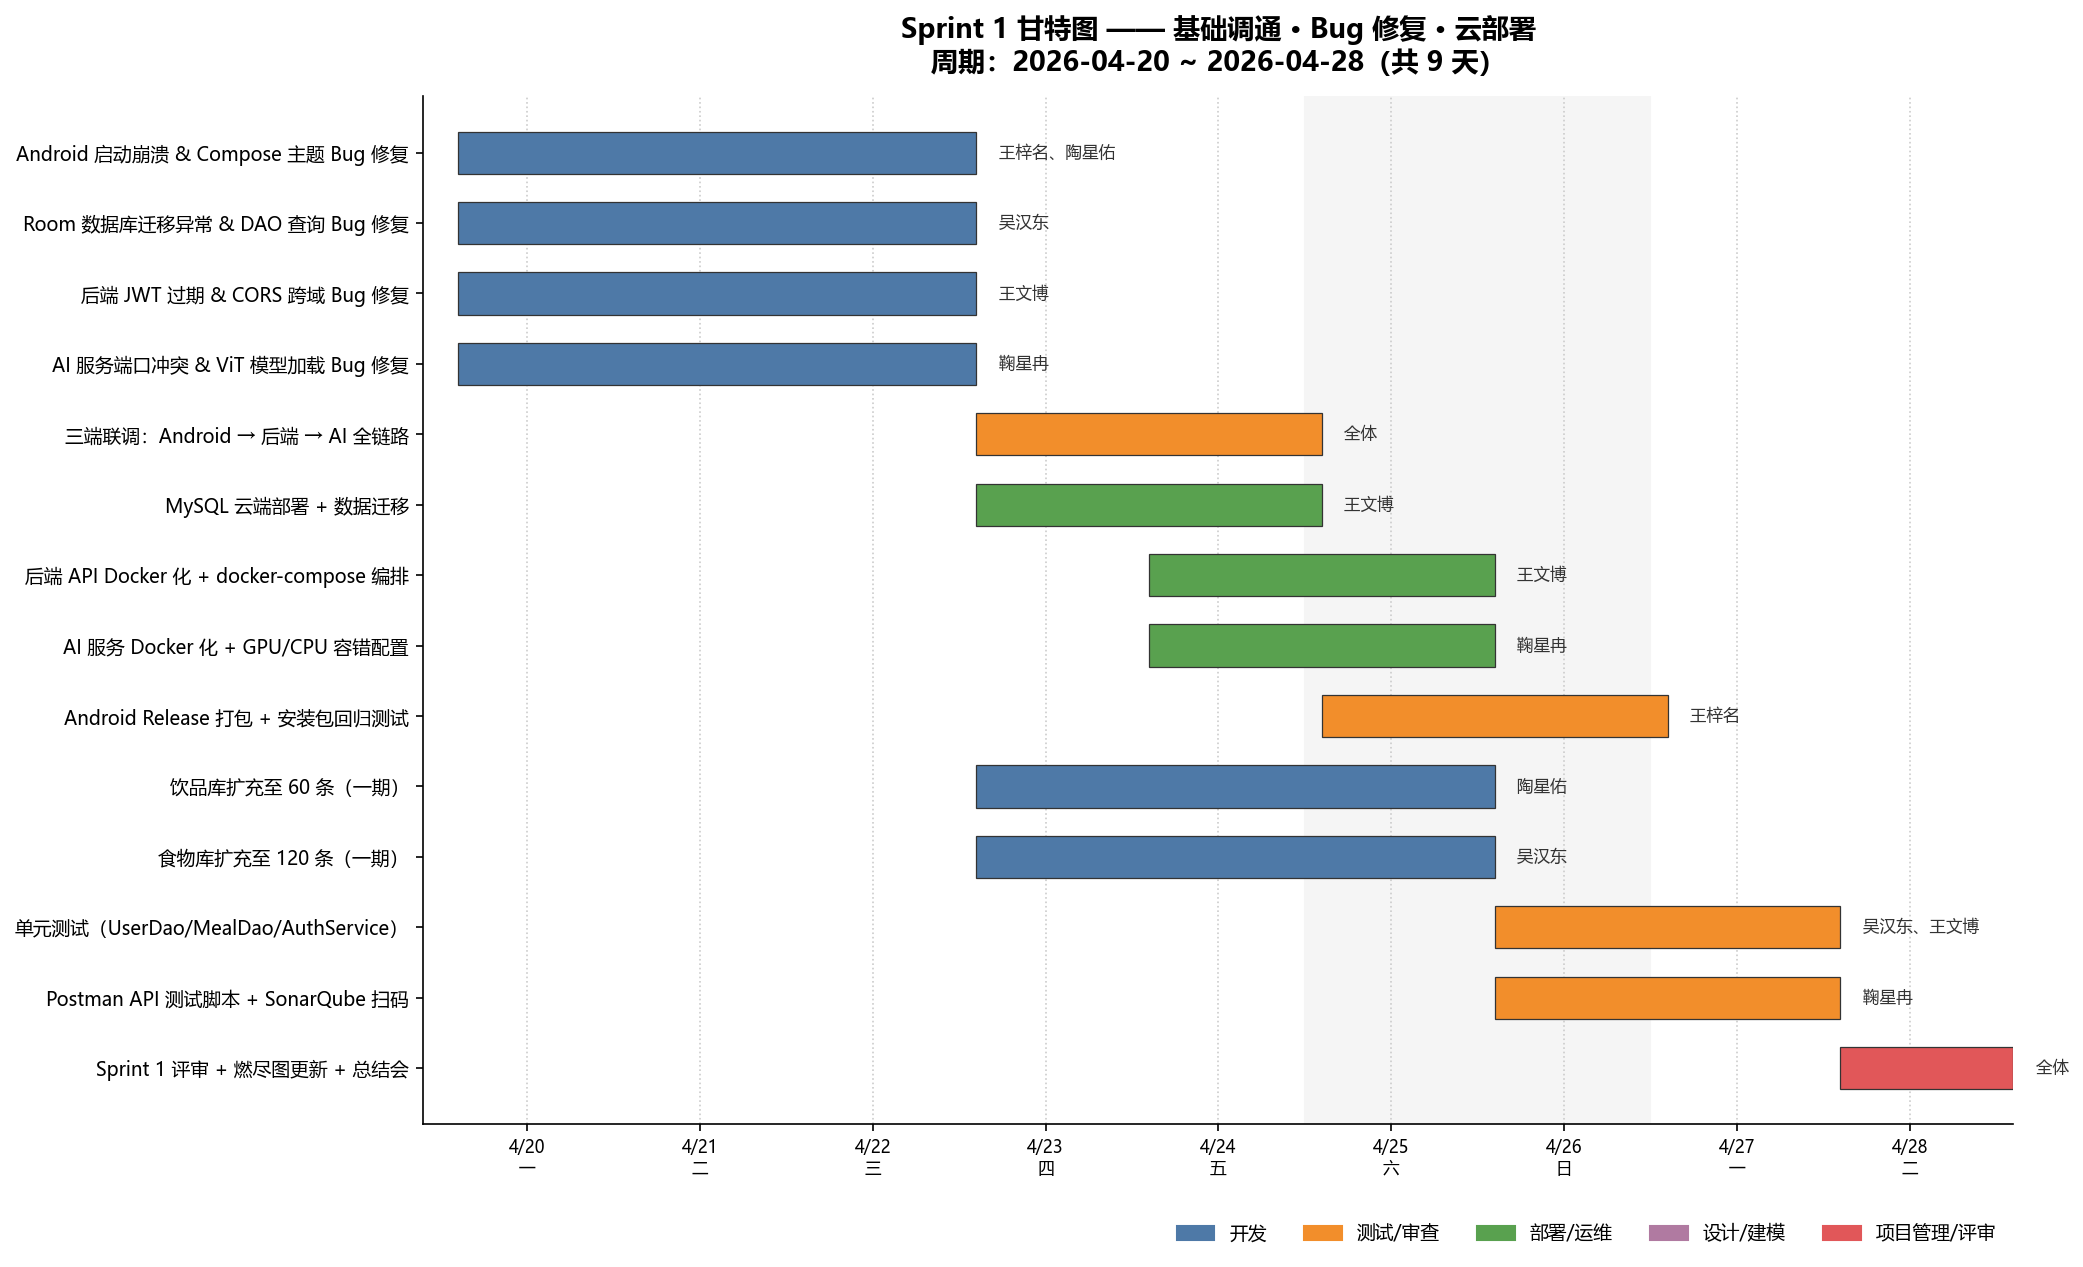 Sprint 1 甘特图 —— 基础调通 • Bug 修复 • 云部署
周期：2026-04-20 ~ 2026-04-28（共 9 天）
Android 启动崩溃 & Compose 主题 Bug 修复
王梓名、陶星佑
Room 数据库迁移异常 & DAO 查询 Bug 修复
吴汉东
后端 JWT 过期 & CORS 跨域 Bug 修复
王文博
AI 服务端口冲突 & ViT 模型加载 Bug 修复
鞠星冉
三端联调：Android → 后端 → AI 全链路
全体
MySQL 云端部署 + 数据迁移
王文博
后端 API Docker 化 + docker-compose 编排
王文博
AI 服务 Docker 化 + GPU/CPU 容错配置
鞠星冉
Android Release 打包 + 安装包回归测试
王梓名
饮品库扩充至 60 条（一期）
陶星佑
食物库扩充至 120 条（一期）
吴汉东
单元测试（UserDao/MealDao/AuthService）
吴汉东、王文博
Postman API 测试脚本 + SonarQube 扫码
鞠星冉
Sprint 1 评审 + 燃尽图更新 + 总结会
全体
4/20 4/21 4/22 4/23 4/24 4/25 4/26 4/27 4/28
一 二 三 四 五 六 日 一 二
开发 测试/审查 部署/运维 设计/建模 项目管理/评审